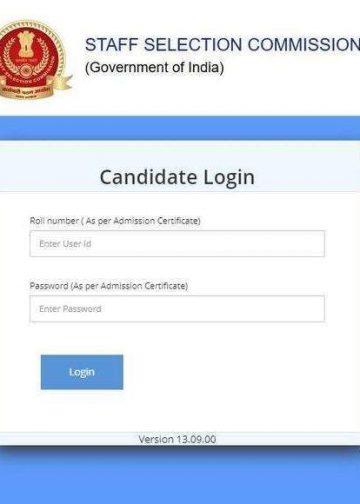 STAFF SELECTION COMMISSION
(Government of India)
Candidate Login
Roll number ( As per Admission Certificate)
Enter User Id
Password (As per Admission Certificate)
Enter Password
Login
Version 13.09.00